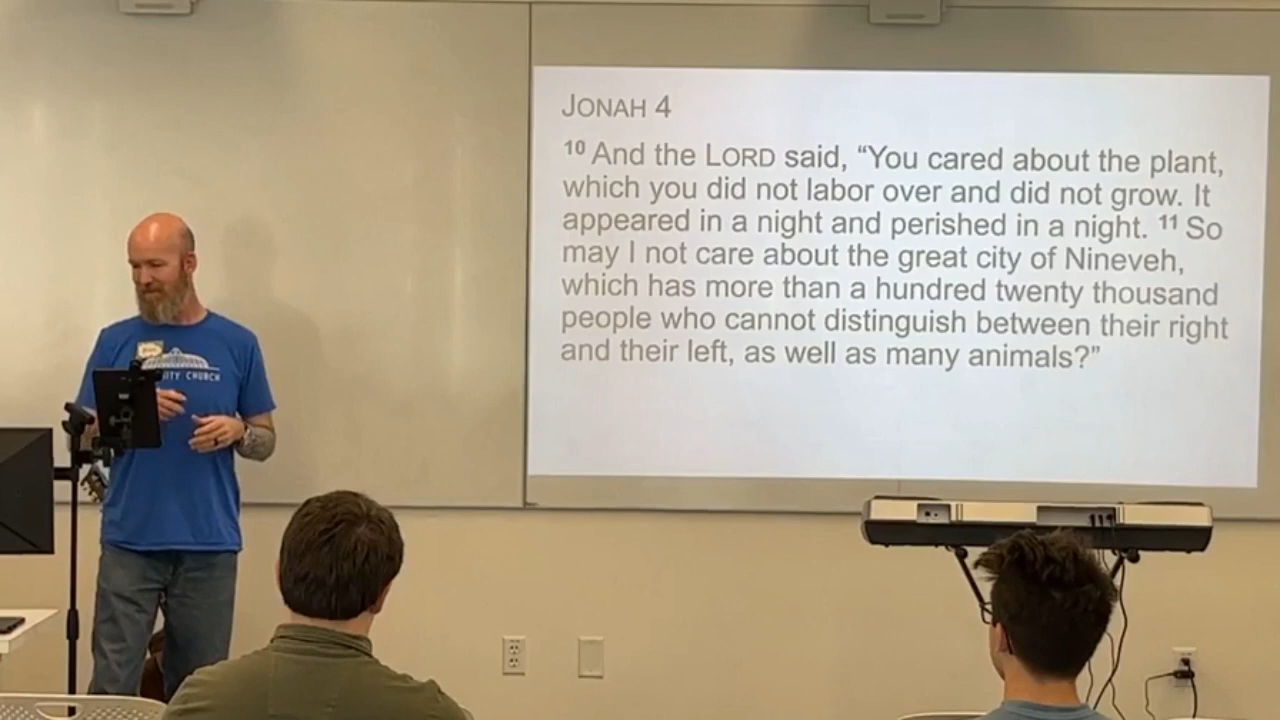 JONAH 4
¹⁰ And the LORD said, “You cared about the plant,
which you did not labor over and did not grow. It
appeared in a night and perished in a night. ¹¹ So
may I not care about the great city of Nineveh,
which has more than a hundred twenty thousand
people who cannot distinguish between their right
and their left, as well as many animals?”
CHURCH